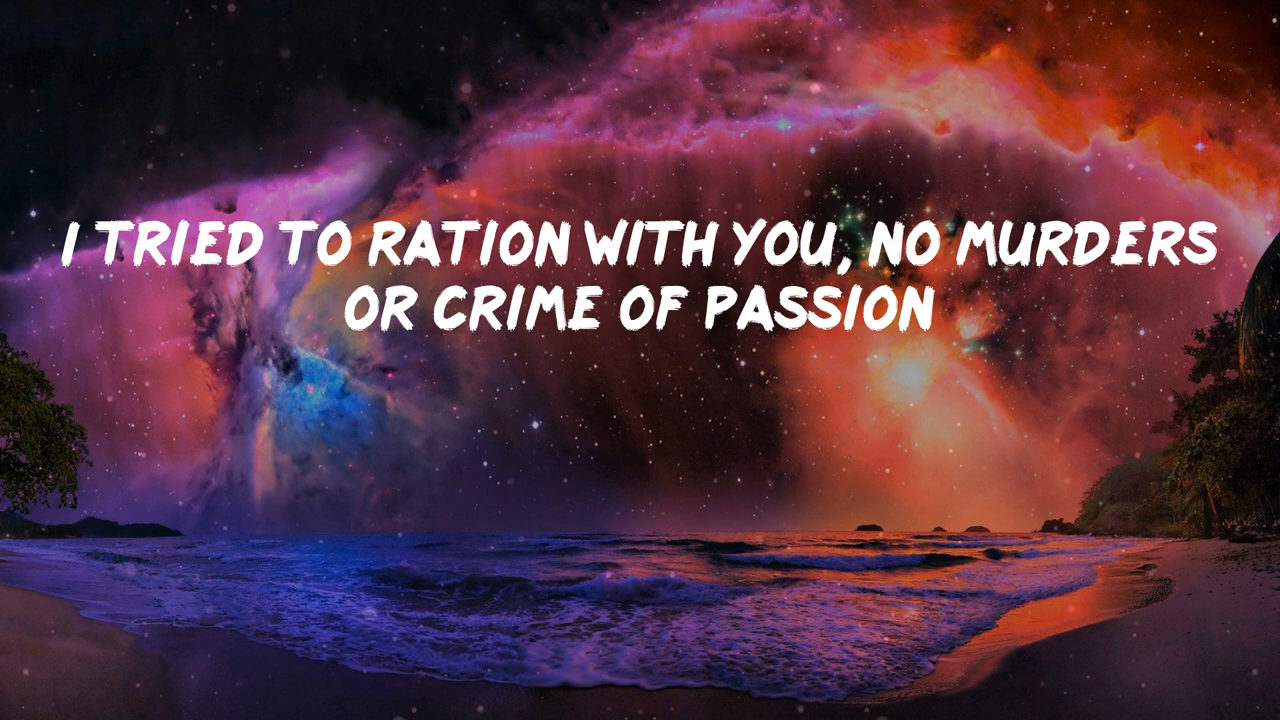 I TRIED TO RATION WITH YOU, NO MURDERS
OR CRIME OF PASSION